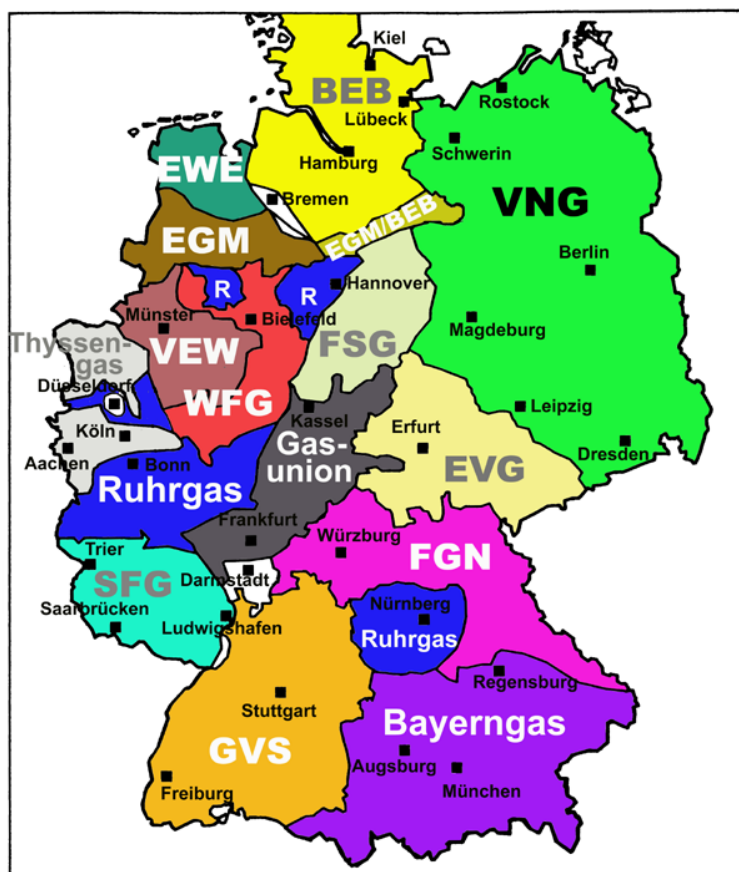 Kiel
BEB
Rostock
Lübeck
Schwerin
Hamburg
EWE
Bremen
VNG
EGM
EGM/BEB
Berlin
R
R
Hannover
Münster
Bielefeld
Magdeburg
Thyssen-
gas
VEW
FSG
Düsseldorf
WFG
Kassel
Leipzig
Köln
Gas-
union
Erfurt
EVG
Dresden
Aachen
Bonn
Ruhrgas
Frankfurt
Würzburg
FGN
Trier
SFG
Darmstadt
Saarbrücken
Ludwigshafen
Nürnberg
Ruhrgas
Regensburg
Stuttgart
Bayerngas
GVS
Augsburg
München
Freiburg